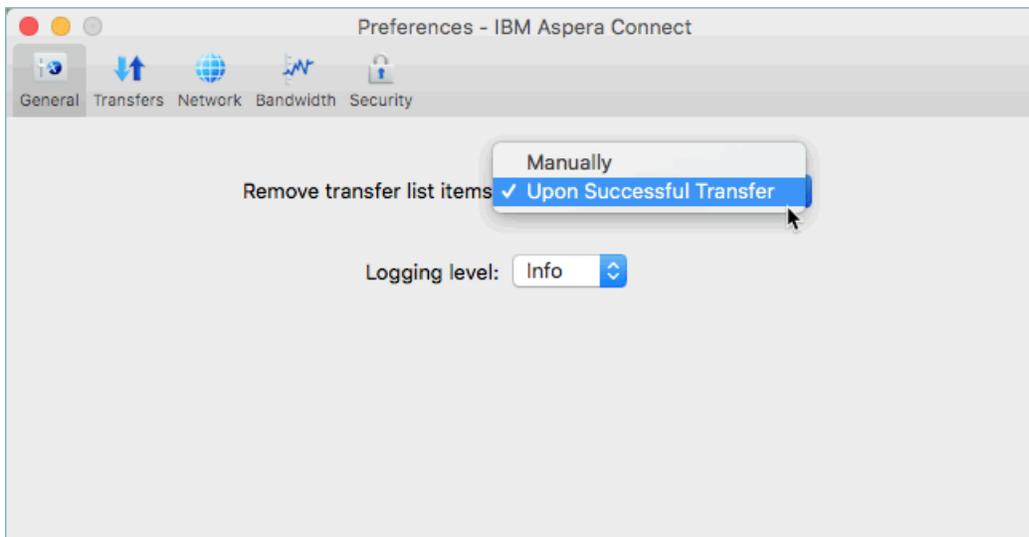 Preferences - IBM Aspera Connect
General Transfers Network Bandwidth Security
Manually
Remove transfer list items ✓ Upon Successful Transfer
Logging level: Info